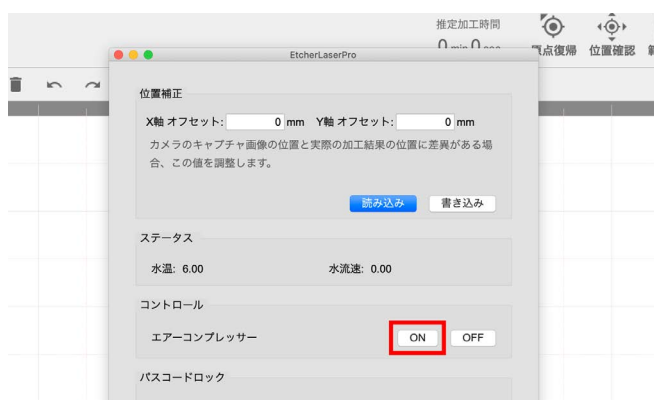 推定加工時間
EtcherLaserPro
点復帰 位置確認
位置補正
X軸 オフセット: 0 mm Y軸 オフセット: 0 mm
カメラのキャプチャ画像の位置と実際の加工結果の位置に差異がある場
合、この値を調整します。
読み込み 書き込み
ステータス
水温: 6.00 水流速: 0.00
コントロール
エアーコンプレッサー ON OFF
パスコードロック